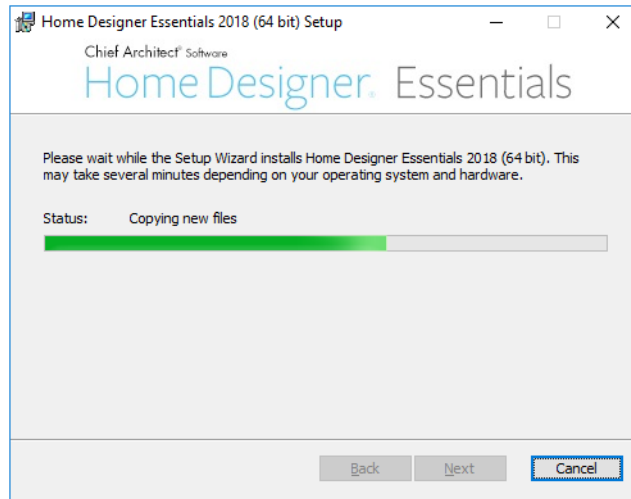 Home Designer Essentials 2018 (64 bit) Setup
Chief Architect® Software
Home Designer® Essentials
Please wait while the Setup Wizard installs Home Designer Essentials 2018 (64 bit). This
may take several minutes depending on your operating system and hardware.
Status: Copying new files
Back Next Cancel